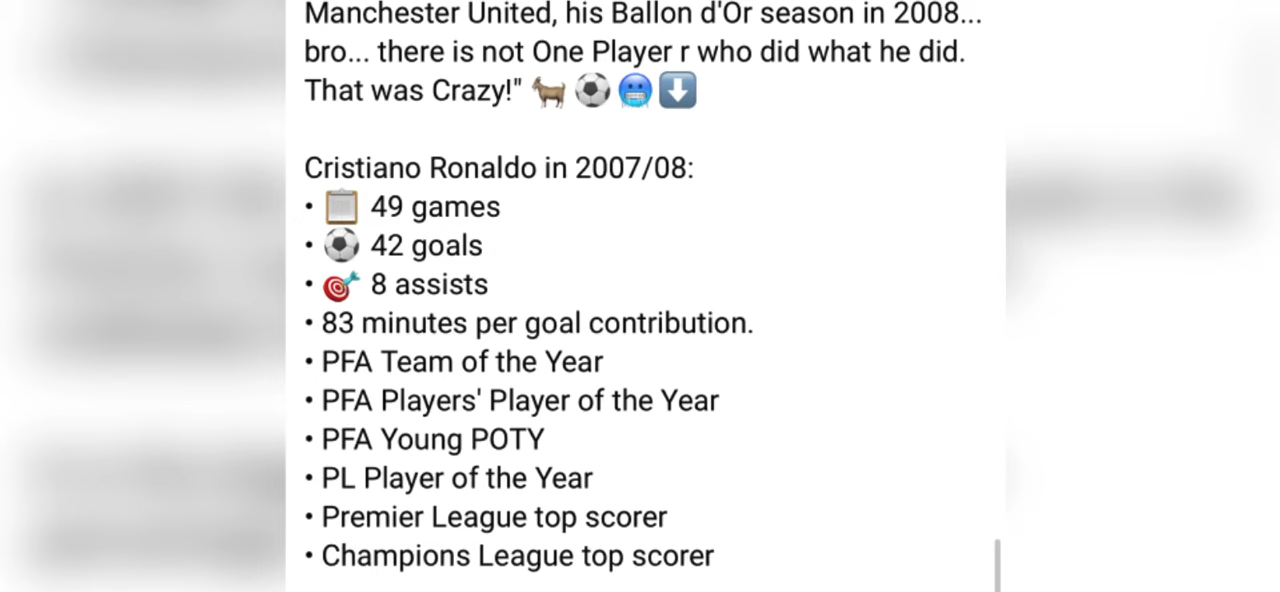 Manchester United, his Ballon d'Or season in 2008...
bro... there is not One Player r who did what he did.
That was Crazy!" 🐐 ⚽ 🥶 ⬇️
Cristiano Ronaldo in 2007/08:
• 📋 49 games
• ⚽ 42 goals
• 🎯 8 assists
• 83 minutes per goal contribution.
• PFA Team of the Year
• PFA Players' Player of the Year
• PFA Young POTY
• PL Player of the Year
• Premier League top scorer
• Champions League top scorer